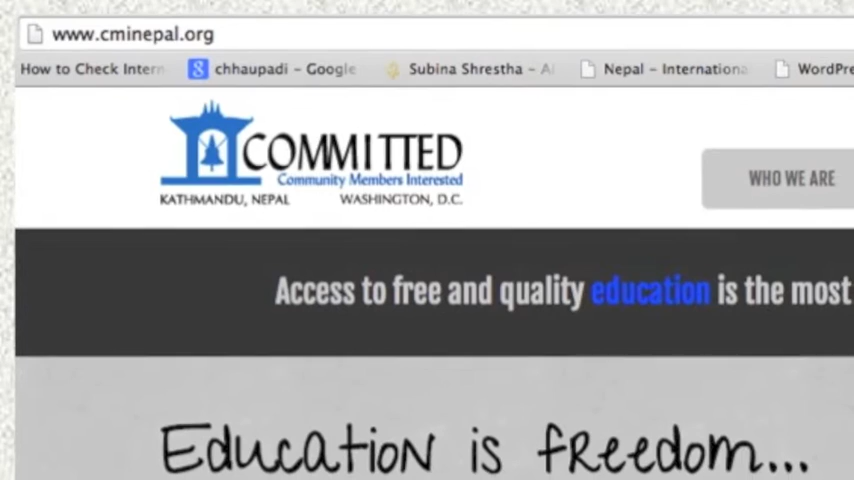 www.cminepal.org
How to Check Intern chhaupadi – Google Subina Shrestha – Al Nepal – Internationa WordPre
COMMITTED
Community Members Interested
KATHMANDU, NEPAL WASHINGTON, D.C.
WHO WE ARE
Access to free and quality education is the most
Education is freedom...